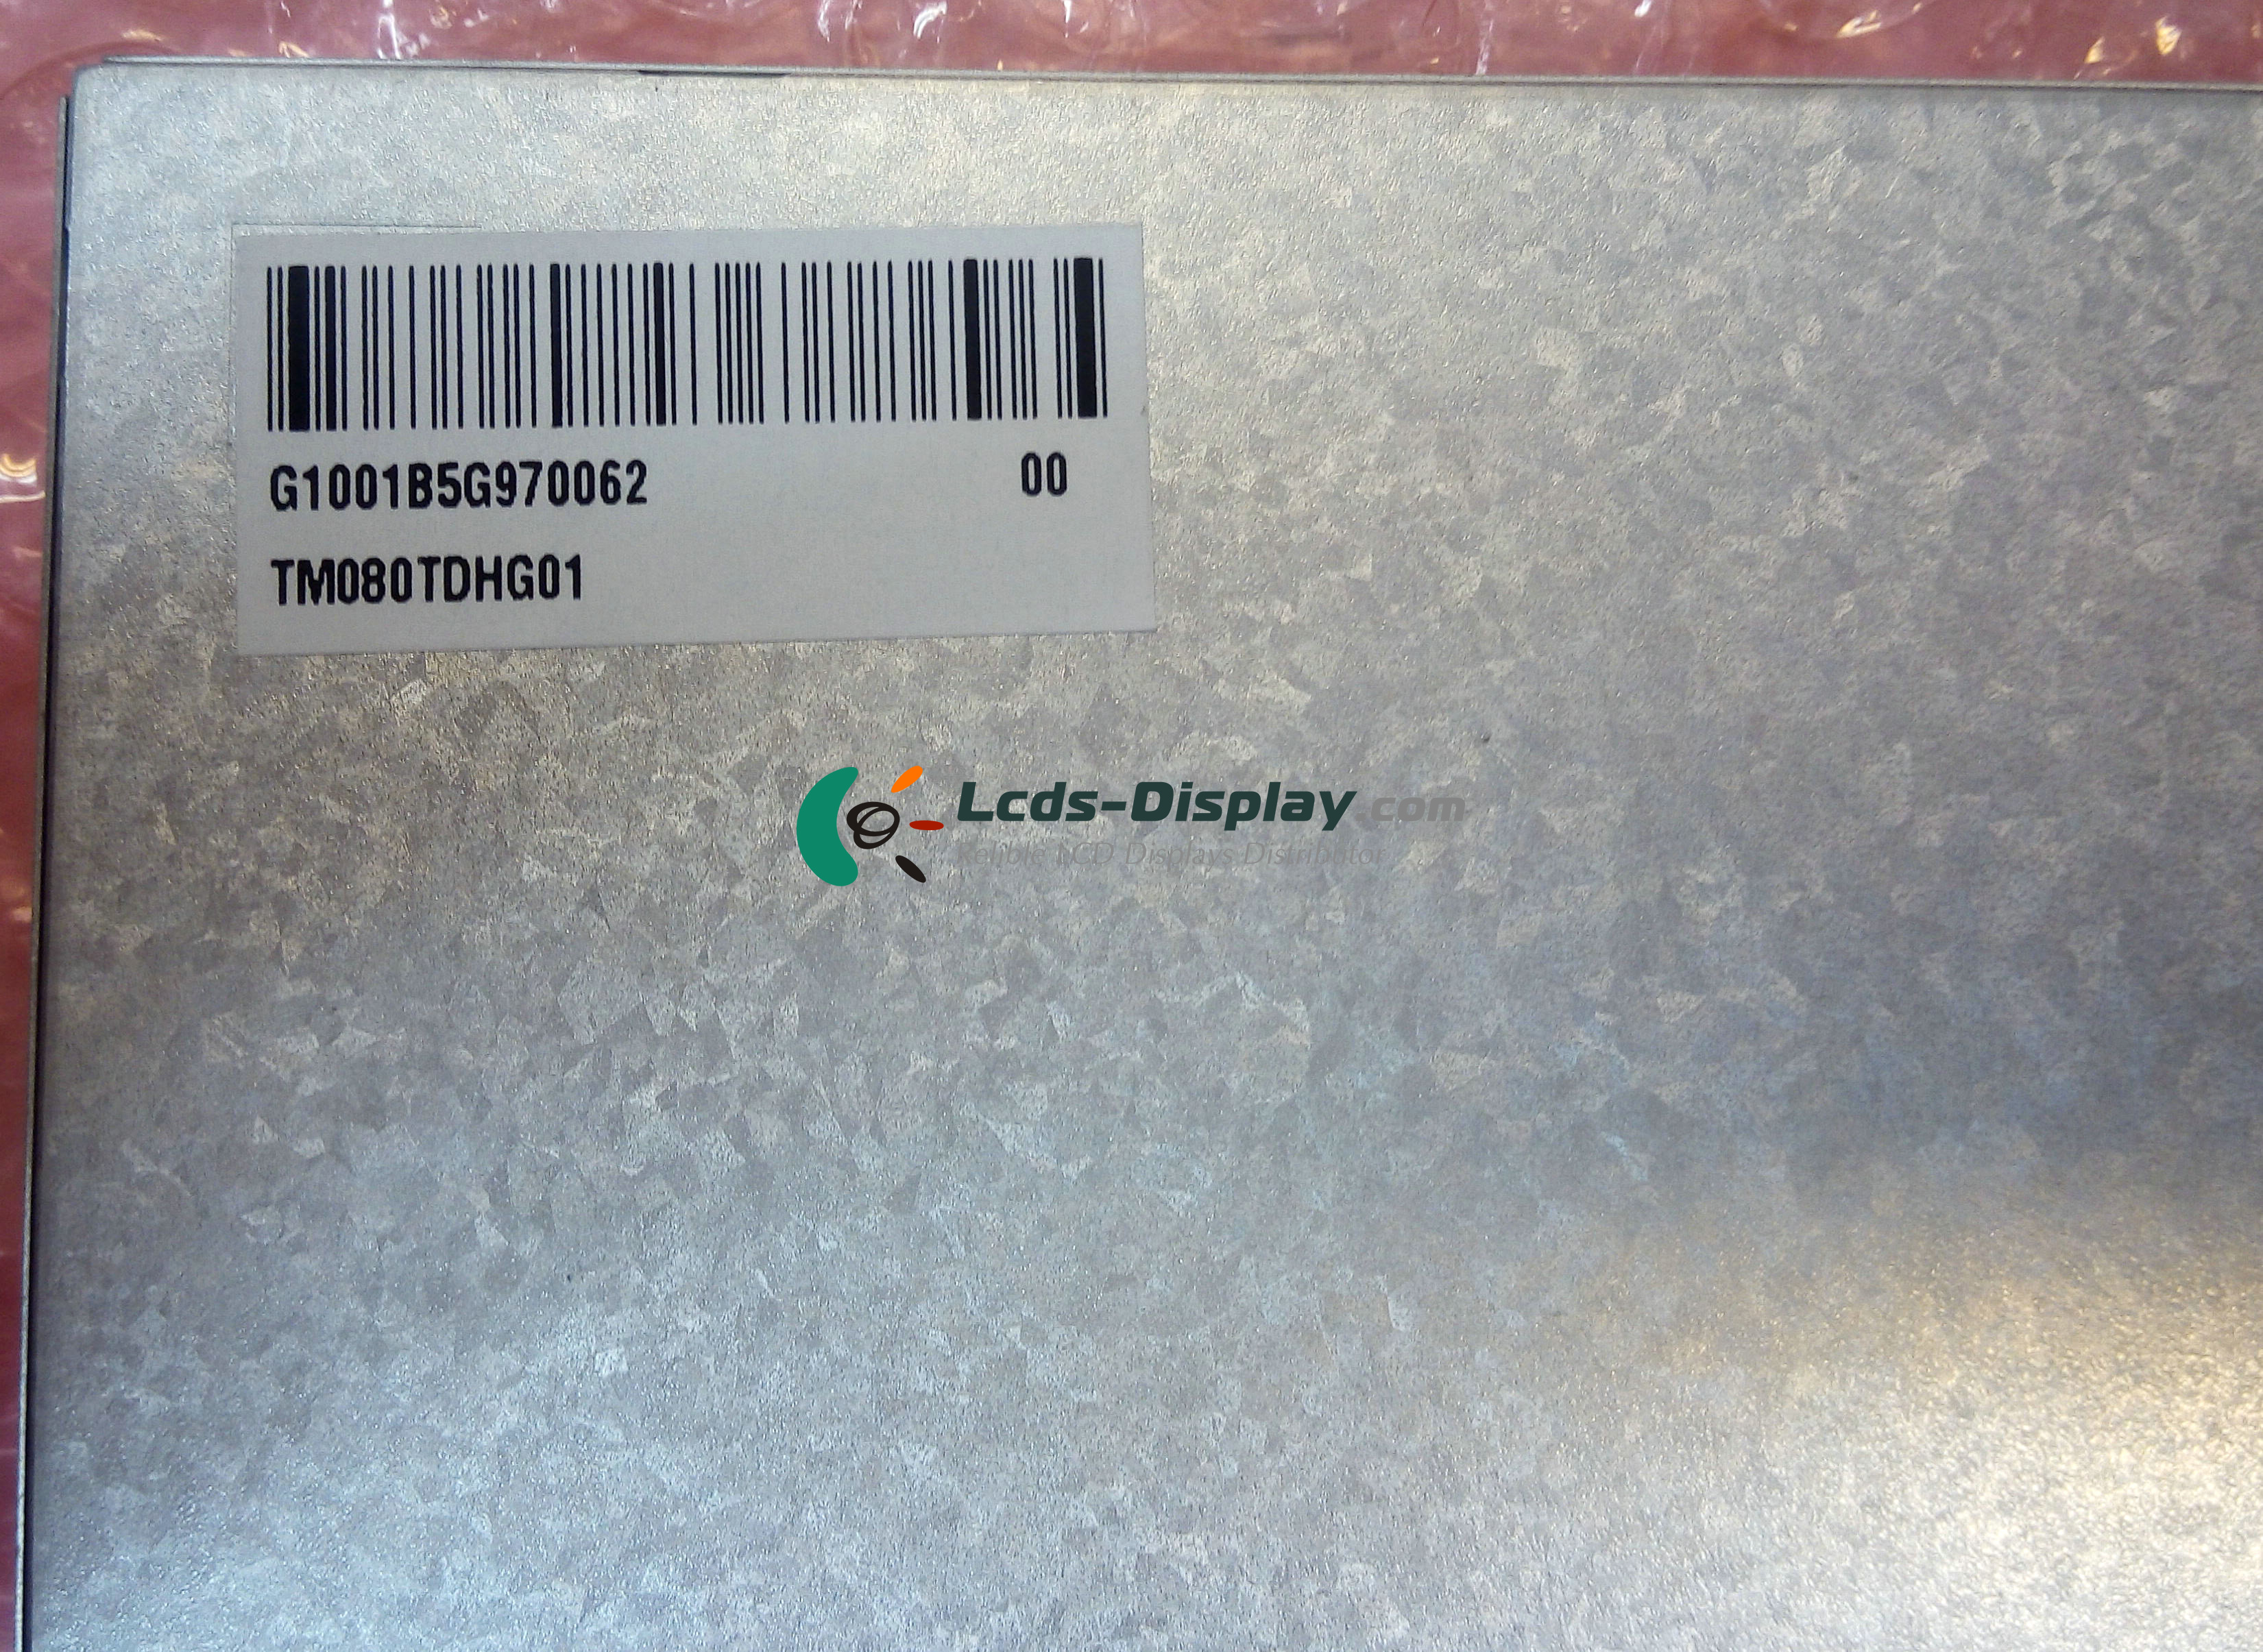 G1001B5G970062 00
TM080TDHG01
Lcds-Display.com
Relible LCD Displays Distributor